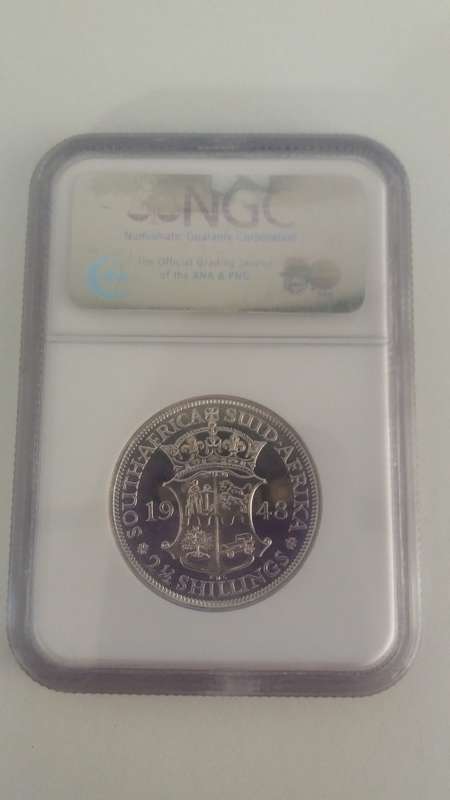 NGC
Numismatic Guaranty Corporation
The Official Grading Service
of the ANA & PNG
SOUTH·AFRICA SUID·AFRIKA
19 48
2½ SHILLINGS